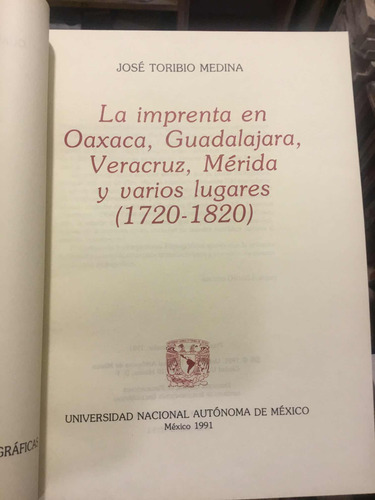 JOSÉ TORIBIO MEDINA
La imprenta en
Oaxaca, Guadalajara,
Veracruz, Mérida
y varios lugares
(1720-1820)
UNIVERSIDAD NACIONAL AUTÓNOMA DE MÉXICO
México 1991
GRÁFICAS